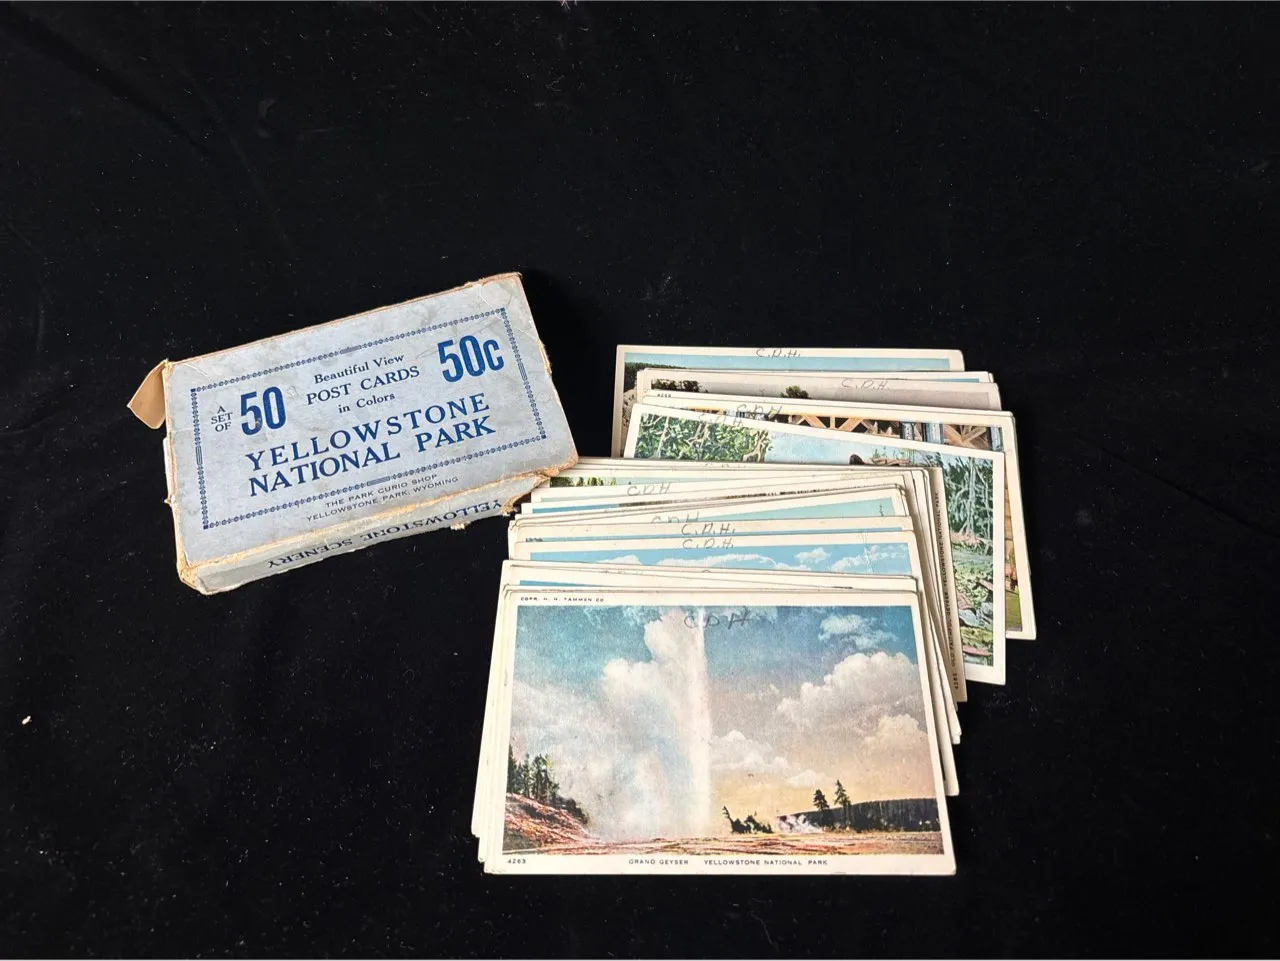 A
SET
OF
50
Beautiful View
POST CARDS
in Colors
50c
YELLOWSTONE
NATIONAL PARK
THE PARK CURIO SHOP
YELLOWSTONE PARK, WYOMING
YELLOWSTONE SCENERY
C.D.H.
C.D.H.
C.D.H
C.D.H
C.D.H.
C.D.H.
COPR. H. H. TAMMEN CO
CDH
4263
GRAND GEYSER YELLOWSTONE NATIONAL PARK